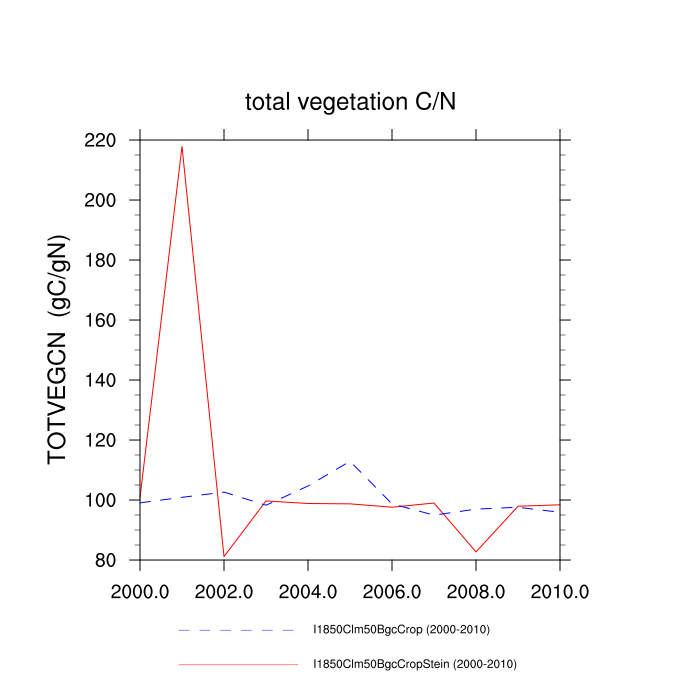 total vegetation C/N
TOTVEGCN (gC/gN)
220
200
180
160
140
120
100
80
2000.0 2002.0 2004.0 2006.0 2008.0 2010.0
I1850Clm50BgcCrop (2000-2010)
I1850Clm50BgcCropStein (2000-2010)